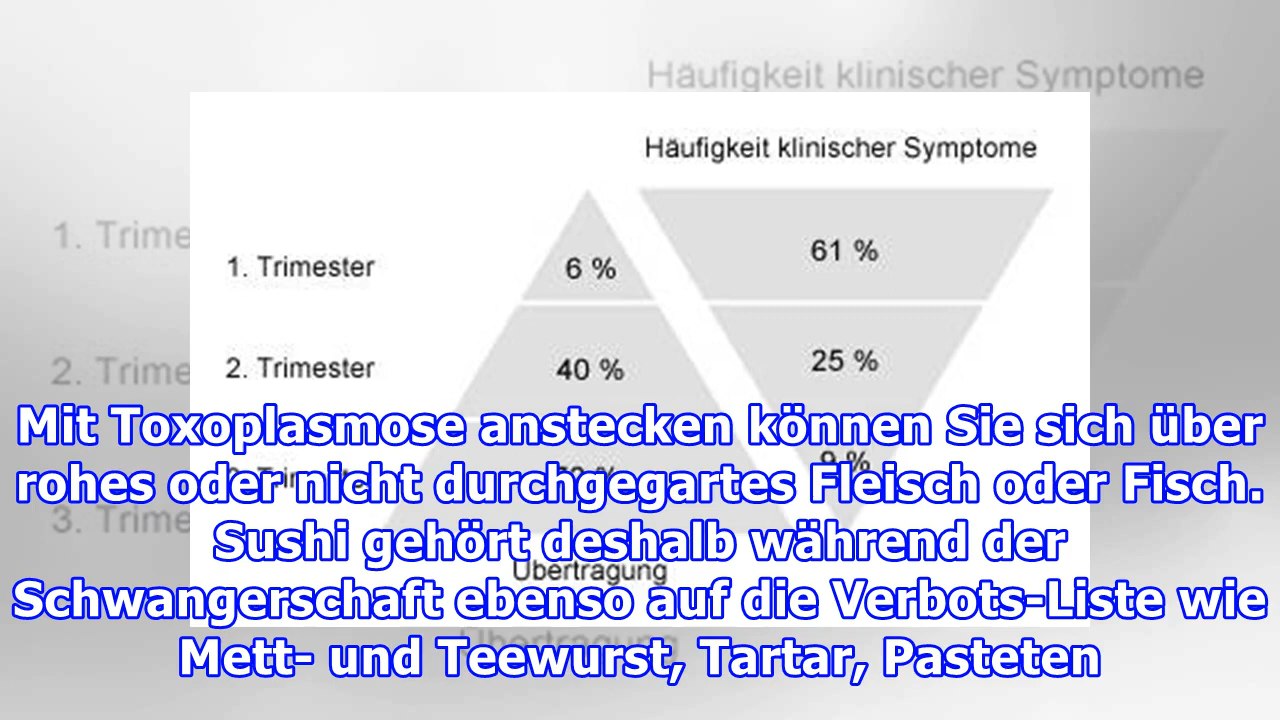 Häufigkeit klinischer Symptome
Häufigkeit klinischer Symptome
1. Trimester
6 %
61 %
1. Trime
2. Trimester
40 %
25 %
2. Trime
9 %
3. Trime
Übertragung
Übertragung
Mit Toxoplasmose anstecken können Sie sich über
rohes oder nicht durchgegartes Fleisch oder Fisch.
Sushi gehört deshalb während der
Schwangerschaft ebenso auf die Verbots-Liste wie
Mett- und Teewurst, Tartar, Pasteten